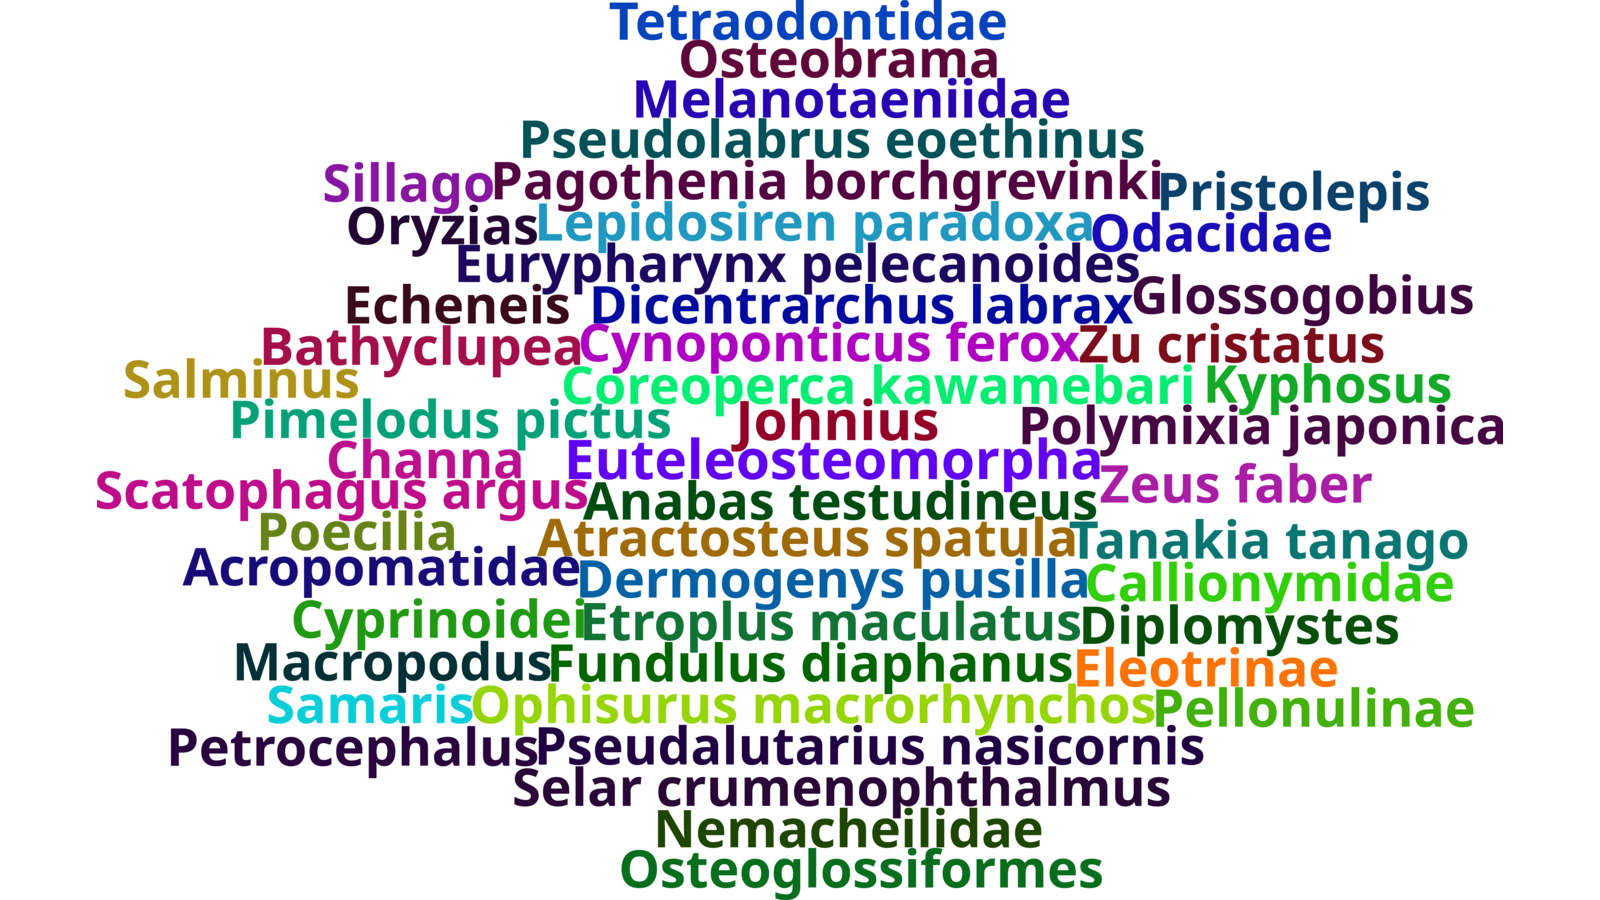 Tetraodontidae
Osteobrama
Melanotaeniidae
Pseudolabrus eoethinus
Sillago Pagothenia borchgrevinki Pristolepis
Oryzias Lepidosiren paradoxa Odacidae
Eurypharynx pelecanoides
Echeneis Dicentrarchus labrax Glossogobius
Bathyclupea Cynoponticus ferox Zu cristatus
Salminus Coreoperca kawamebari Kyphosus
Pimelodus pictus Johnius Polymixia japonica
Channa Euteleosteomorpha Zeus faber
Scatophagus argus Anabas testudineus
Poecilia Atractosteus spatula Tanakia tanago
Acropomatidae Dermogenys pusilla Callionymidae
Cyprinoidei Etroplus maculatus Diplomystes
Macropodus Fundulus diaphanus Eleotrinae
Samaris Ophisurus macrorhynchos Pellonulinae
Petrocephalus Pseudalutarius nasicornis
Selar crumenophthalmus
Nemacheilidae
Osteoglossiformes